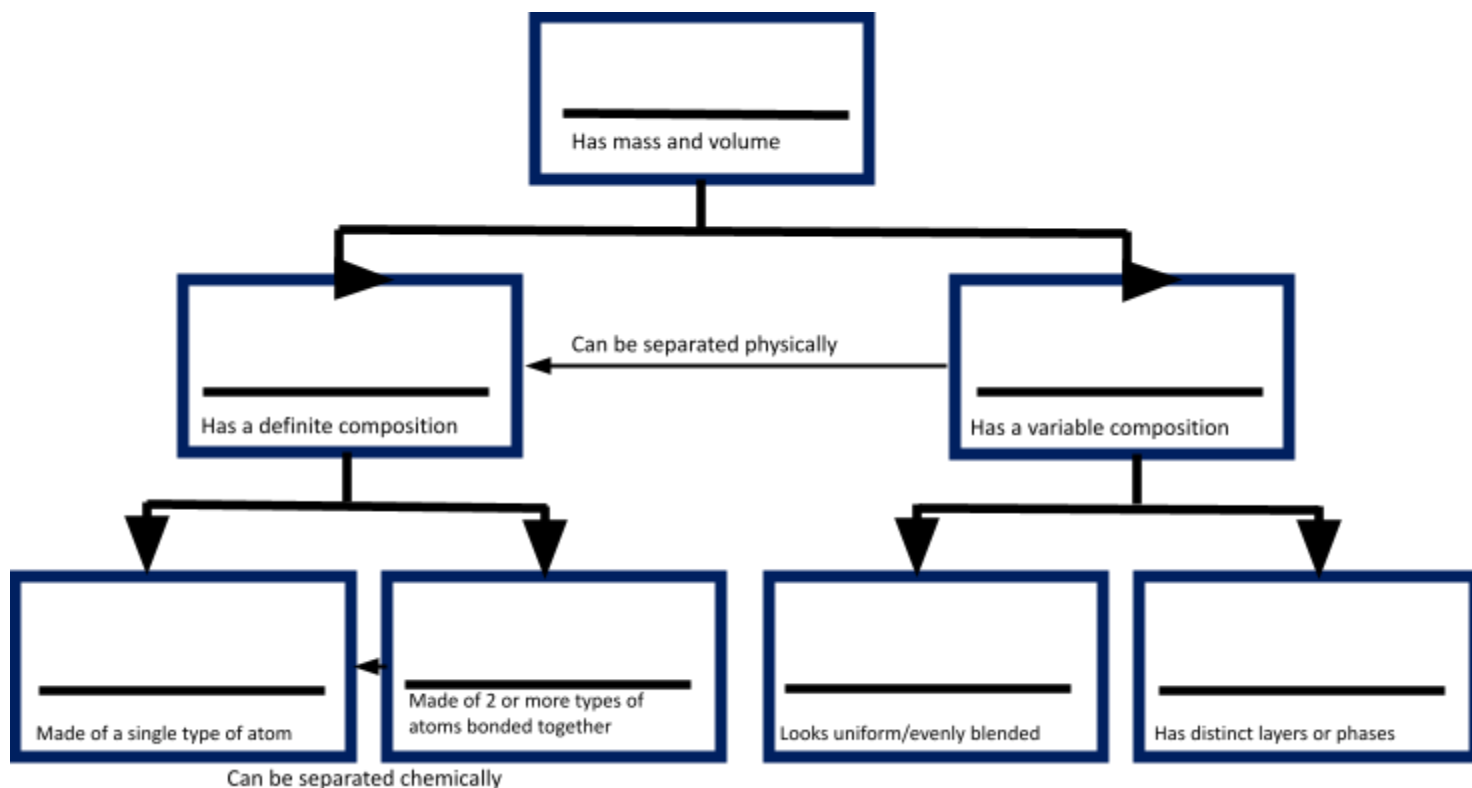 Has mass and volume
Can be separated physically
Has a definite composition
Has a variable composition
Made of a single type of atom
Made of 2 or more types of
atoms bonded together
Looks uniform/evenly blended
Has distinct layers or phases
Can be separated chemically